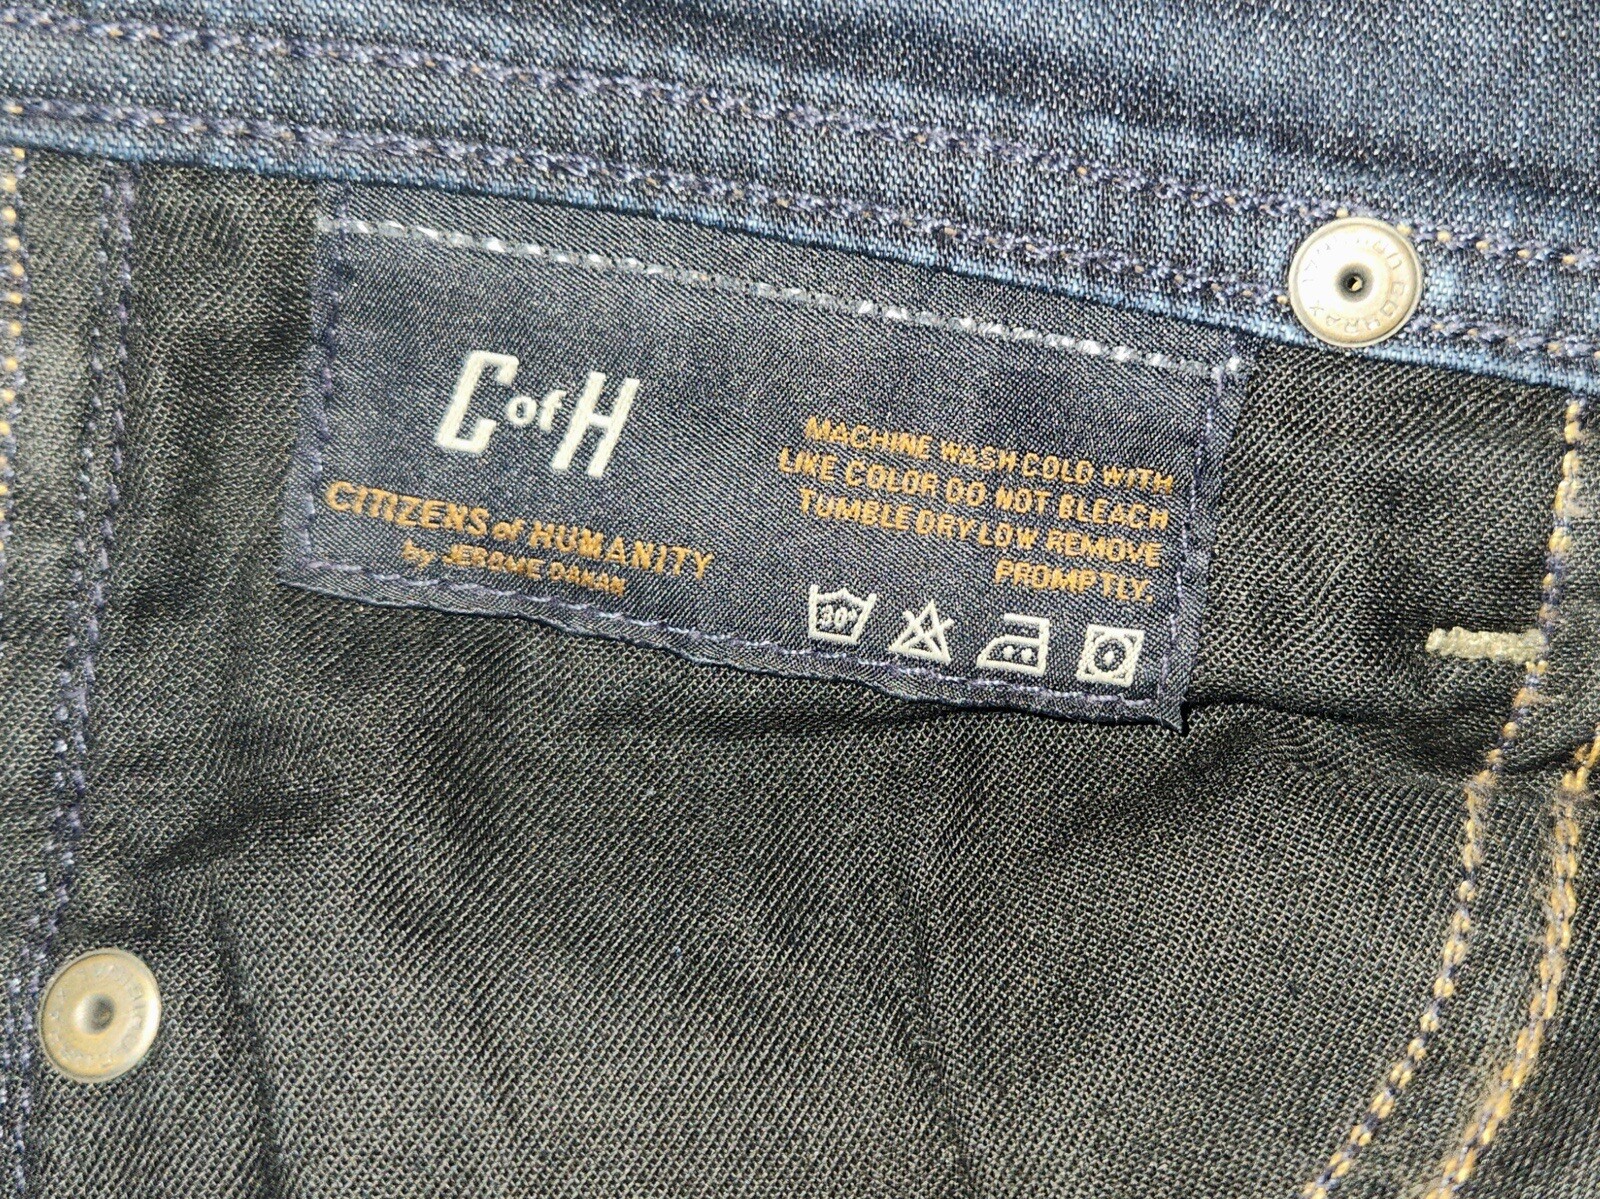 C of H
CITIZENS of HUMANITY
by JEROME DAHAN
MACHINE WASH COLD WITH
LIKE COLOR DO NOT BLEACH
TUMBLE DRY LOW REMOVE
PROMPTLY.
30°